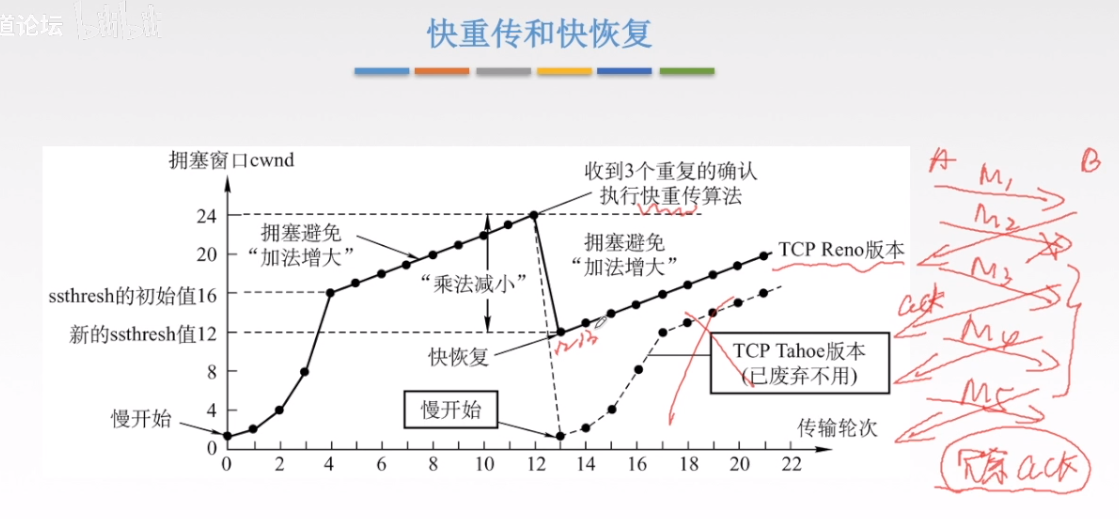 道论坛
快重传和快恢复
拥塞窗口cwnd
收到3个重复的确认
执行快重传算法
24
拥塞避免
“加法增大”
拥塞避免
“加法增大”
20
TCP Reno版本
“乘法减小”
ssthresh的初始值16
新的ssthresh值12
快恢复
12 13
TCP Tahoe版本
(已废弃不用)
8
慢开始
4
慢开始
传输轮次
0
0 2 4 6 8 10 12 14 16 18 20 22
A B
M1
M2
M3
ack
M4
M5
冗余ack